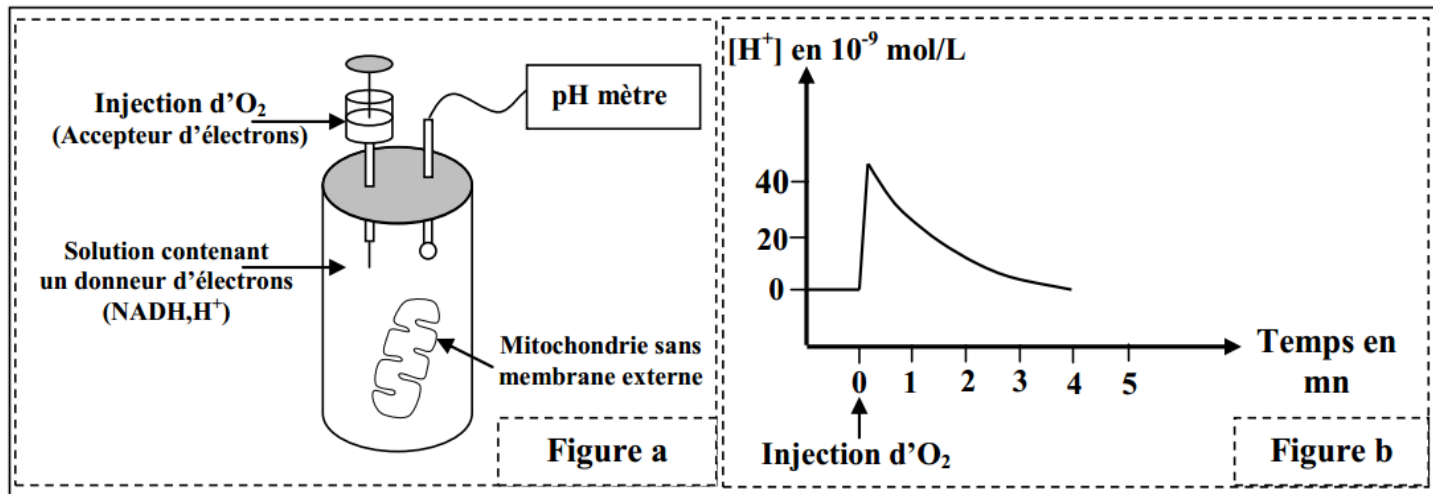 Injection d’O₂
(Accepteur d’électrons)
pH mètre
Solution contenant
un donneur d’électrons
(NADH,H⁺)
Mitochondrie sans
membrane externe
Figure a
[H⁺] en 10⁻⁹ mol/L
40
20
0
0 1 2 3 4 5
Temps en
mn
Injection d’O₂
Figure b